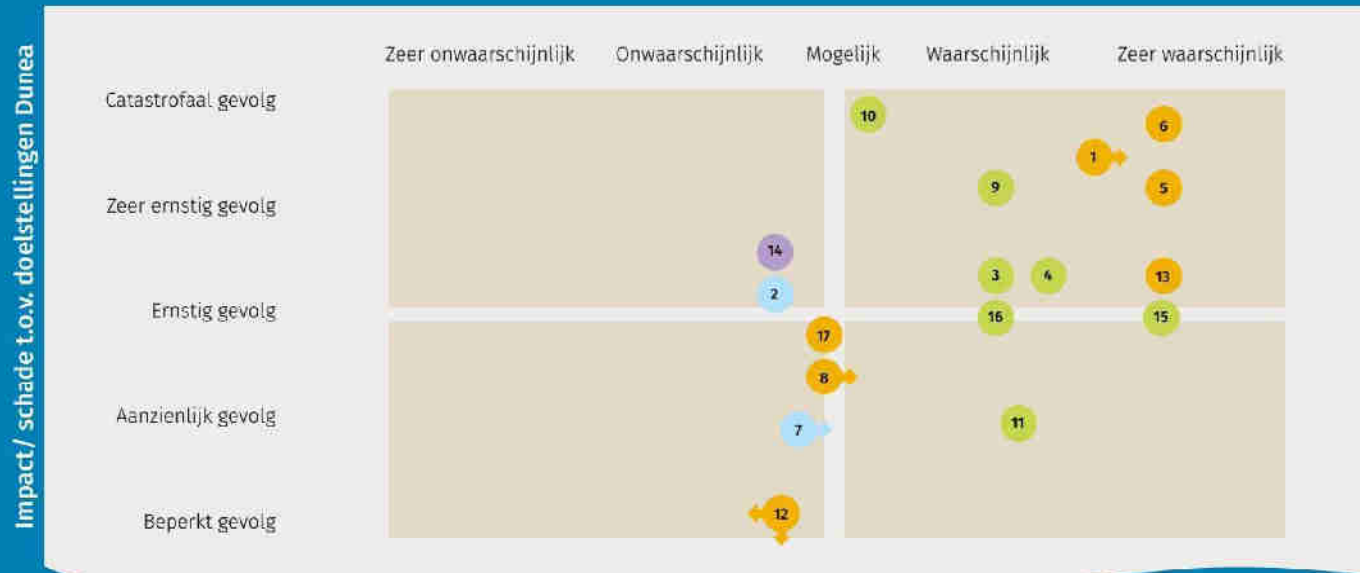 Impact/ schade t.o.v. doelstellingen Dunea
Zeer onwaarschijnlijk Onwaarschijnlijk Mogelijk Waarschijnlijk Zeer waarschijnlijk
Catastrofaal gevolg
Zeer ernstig gevolg
Ernstig gevolg
Aanzienlijk gevolg
Beperkt gevolg
10
6
1
9
5
14
3
4
13
2
16
15
17
8
7
11
12